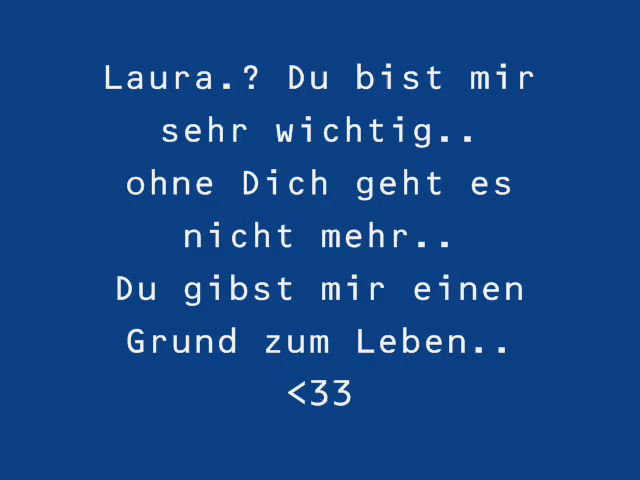 Laura.? Du bist mir
sehr wichtig..
ohne Dich geht es
nicht mehr..
Du gibst mir einen
Grund zum Leben..
<33